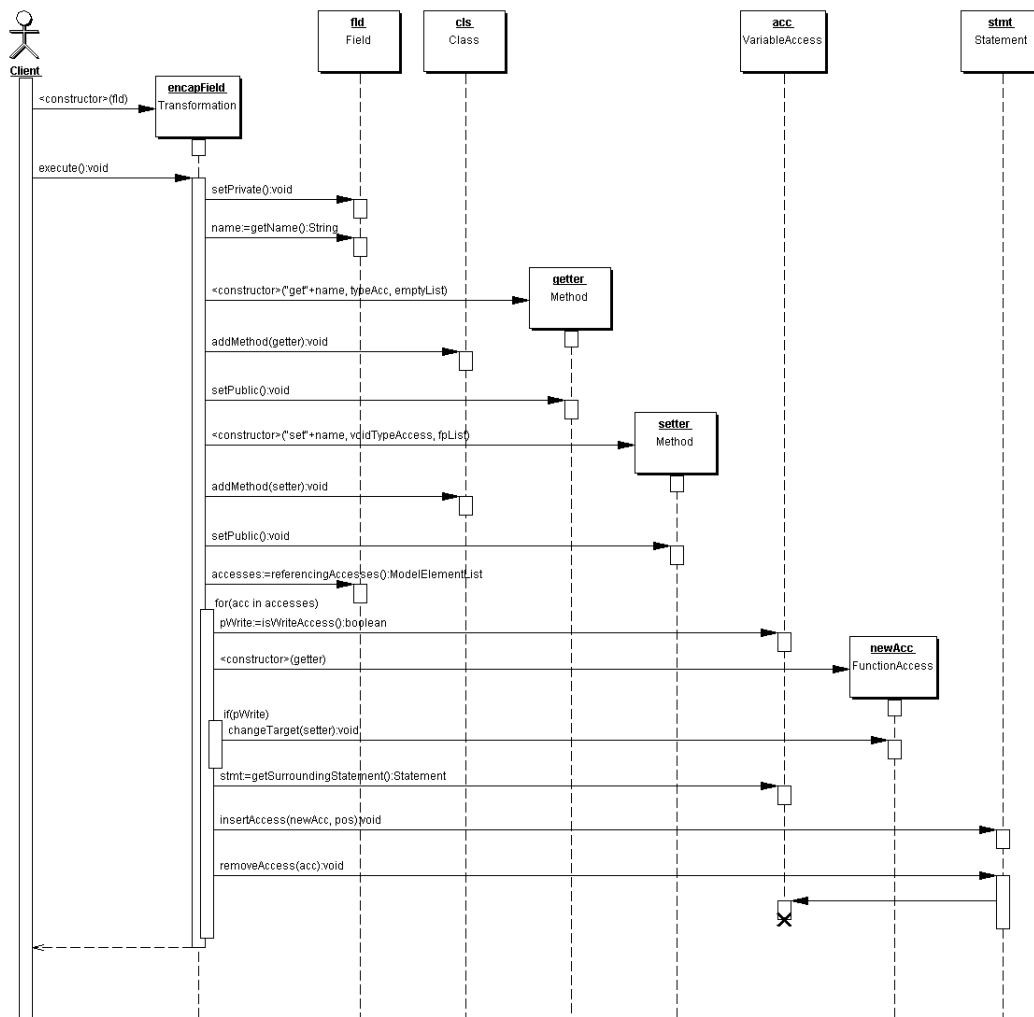 fld
Field
cls
Class
acc
VariableAccess
stmt
Statement
Client
encapField
Transformation
<constructor>(fld)
execute():void
setPrivate():void
name:=getName():String
getter
Method
<constructor>("get"+name, typeAcc, emptyList)
addMethod(getter):void
setPublic():void
setter
Method
<constructor>("set"+name, voidTypeAccess, fpList)
addMethod(setter):void
setPublic():void
accesses:=referencingAccesses():ModelElementList
for(acc in accesses)
pWrite:=isWriteAccess():boolean
newAcc
FunctionAccess
<constructor>(getter)
if(pWrite)
changeTarget(setter):void
stmt:=getSurroundingStatement():Statement
insertAccess(newAcc, pos):void
removeAccess(acc):void